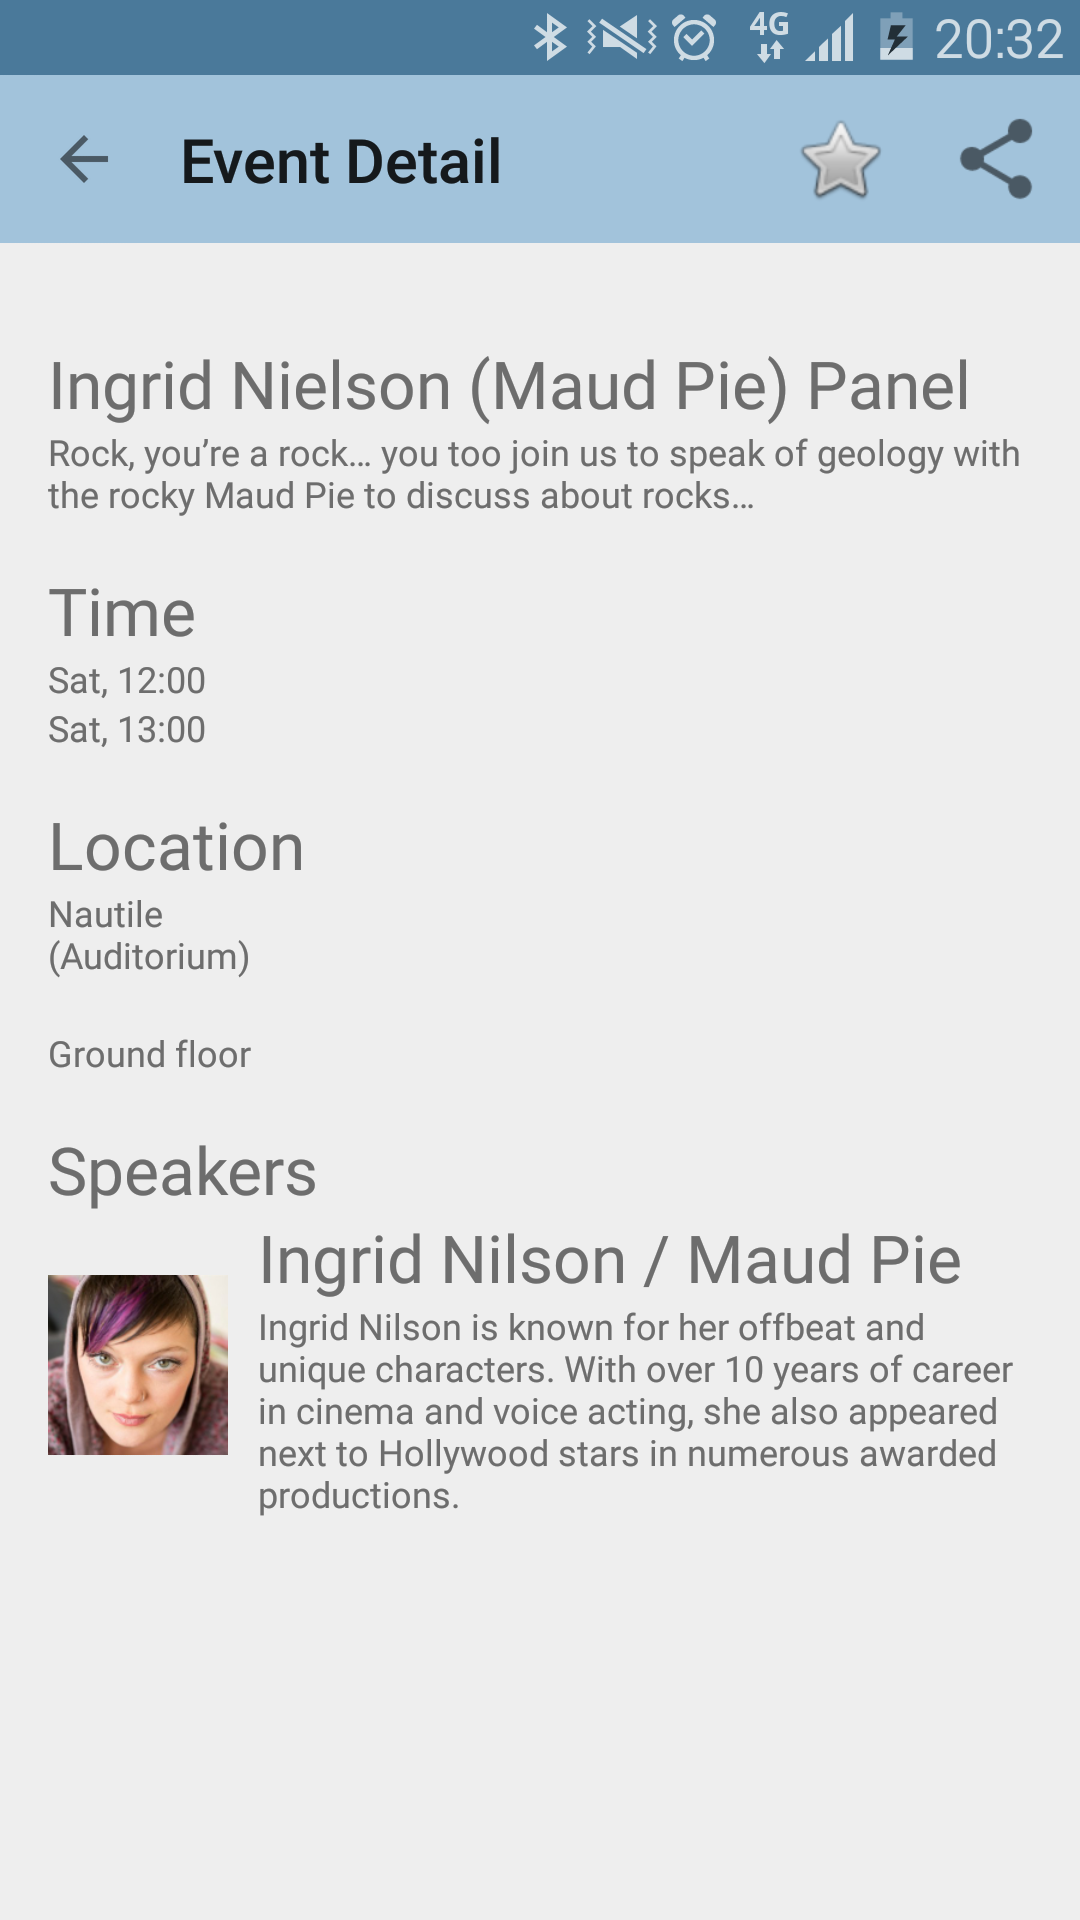 4G 20:32
Event Detail
Ingrid Nielson (Maud Pie) Panel
Rock, you’re a rock… you too join us to speak of geology with
the rocky Maud Pie to discuss about rocks…
Time
Sat, 12:00
Sat, 13:00
Location
Nautile
(Auditorium)
Ground floor
Speakers
Ingrid Nilson / Maud Pie
Ingrid Nilson is known for her offbeat and
unique characters. With over 10 years of career
in cinema and voice acting, she also appeared
next to Hollywood stars in numerous awarded
productions.